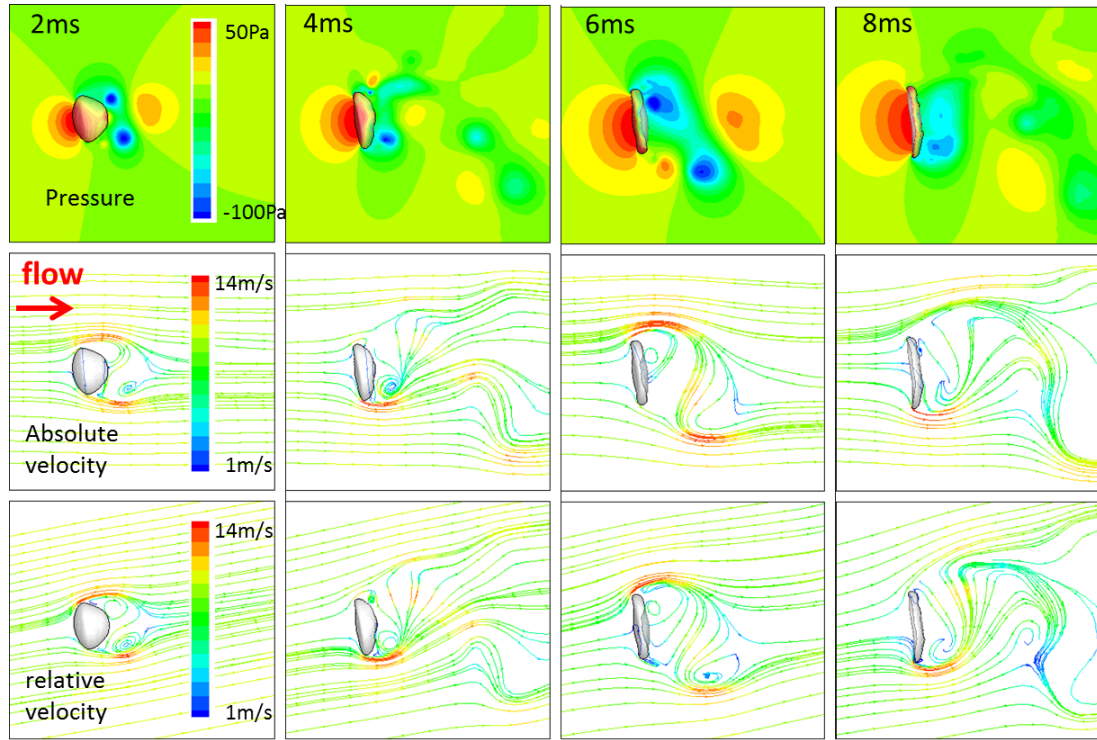 2ms
50Pa
Pressure
-100Pa
4ms
6ms
8ms
flow
14m/s
Absolute
velocity
1m/s
14m/s
relative
velocity
1m/s